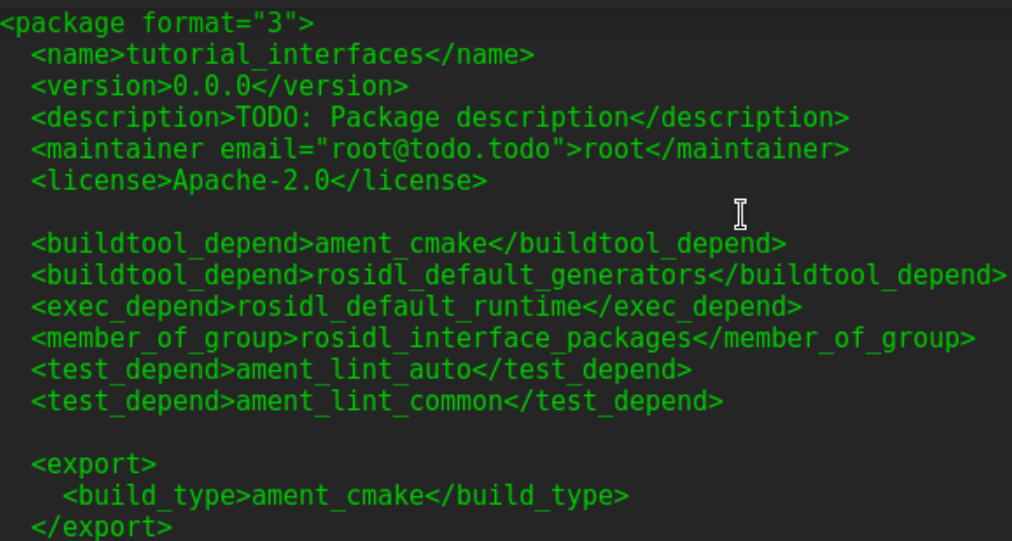 <package format="3">
  <name>tutorial_interfaces</name>
  <version>0.0.0</version>
  <description>TODO: Package description</description>
  <maintainer email="root@todo.todo">root</maintainer>
  <license>Apache-2.0</license>

  <buildtool_depend>ament_cmake</buildtool_depend>
  <buildtool_depend>rosidl_default_generators</buildtool_depend>
  <exec_depend>rosidl_default_runtime</exec_depend>
  <member_of_group>rosidl_interface_packages</member_of_group>
  <test_depend>ament_lint_auto</test_depend>
  <test_depend>ament_lint_common</test_depend>

  <export>
    <build_type>ament_cmake</build_type>
  </export>